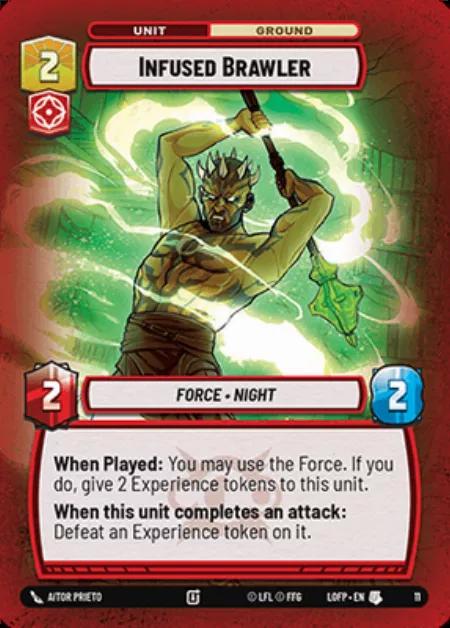 UNIT
GROUND
2
INFUSED BRAWLER
2
FORCE • NIGHT
2
When Played: You may use the Force. If you
do, give 2 Experience tokens to this unit.
When this unit completes an attack:
Defeat an Experience token on it.
AITOR PRIETO
© LFL © FFG
LOFP • EN
11